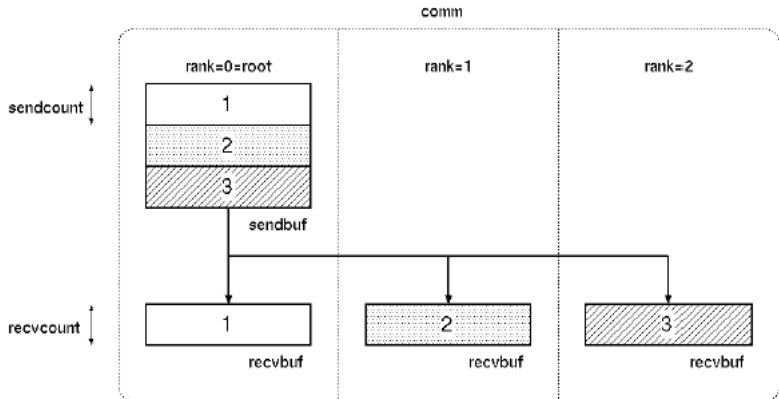 comm
rank=0=root
rank=1
rank=2
sendcount
1
2
3
sendbuf
recvcount
1
2
3
recvbuf
recvbuf
recvbuf